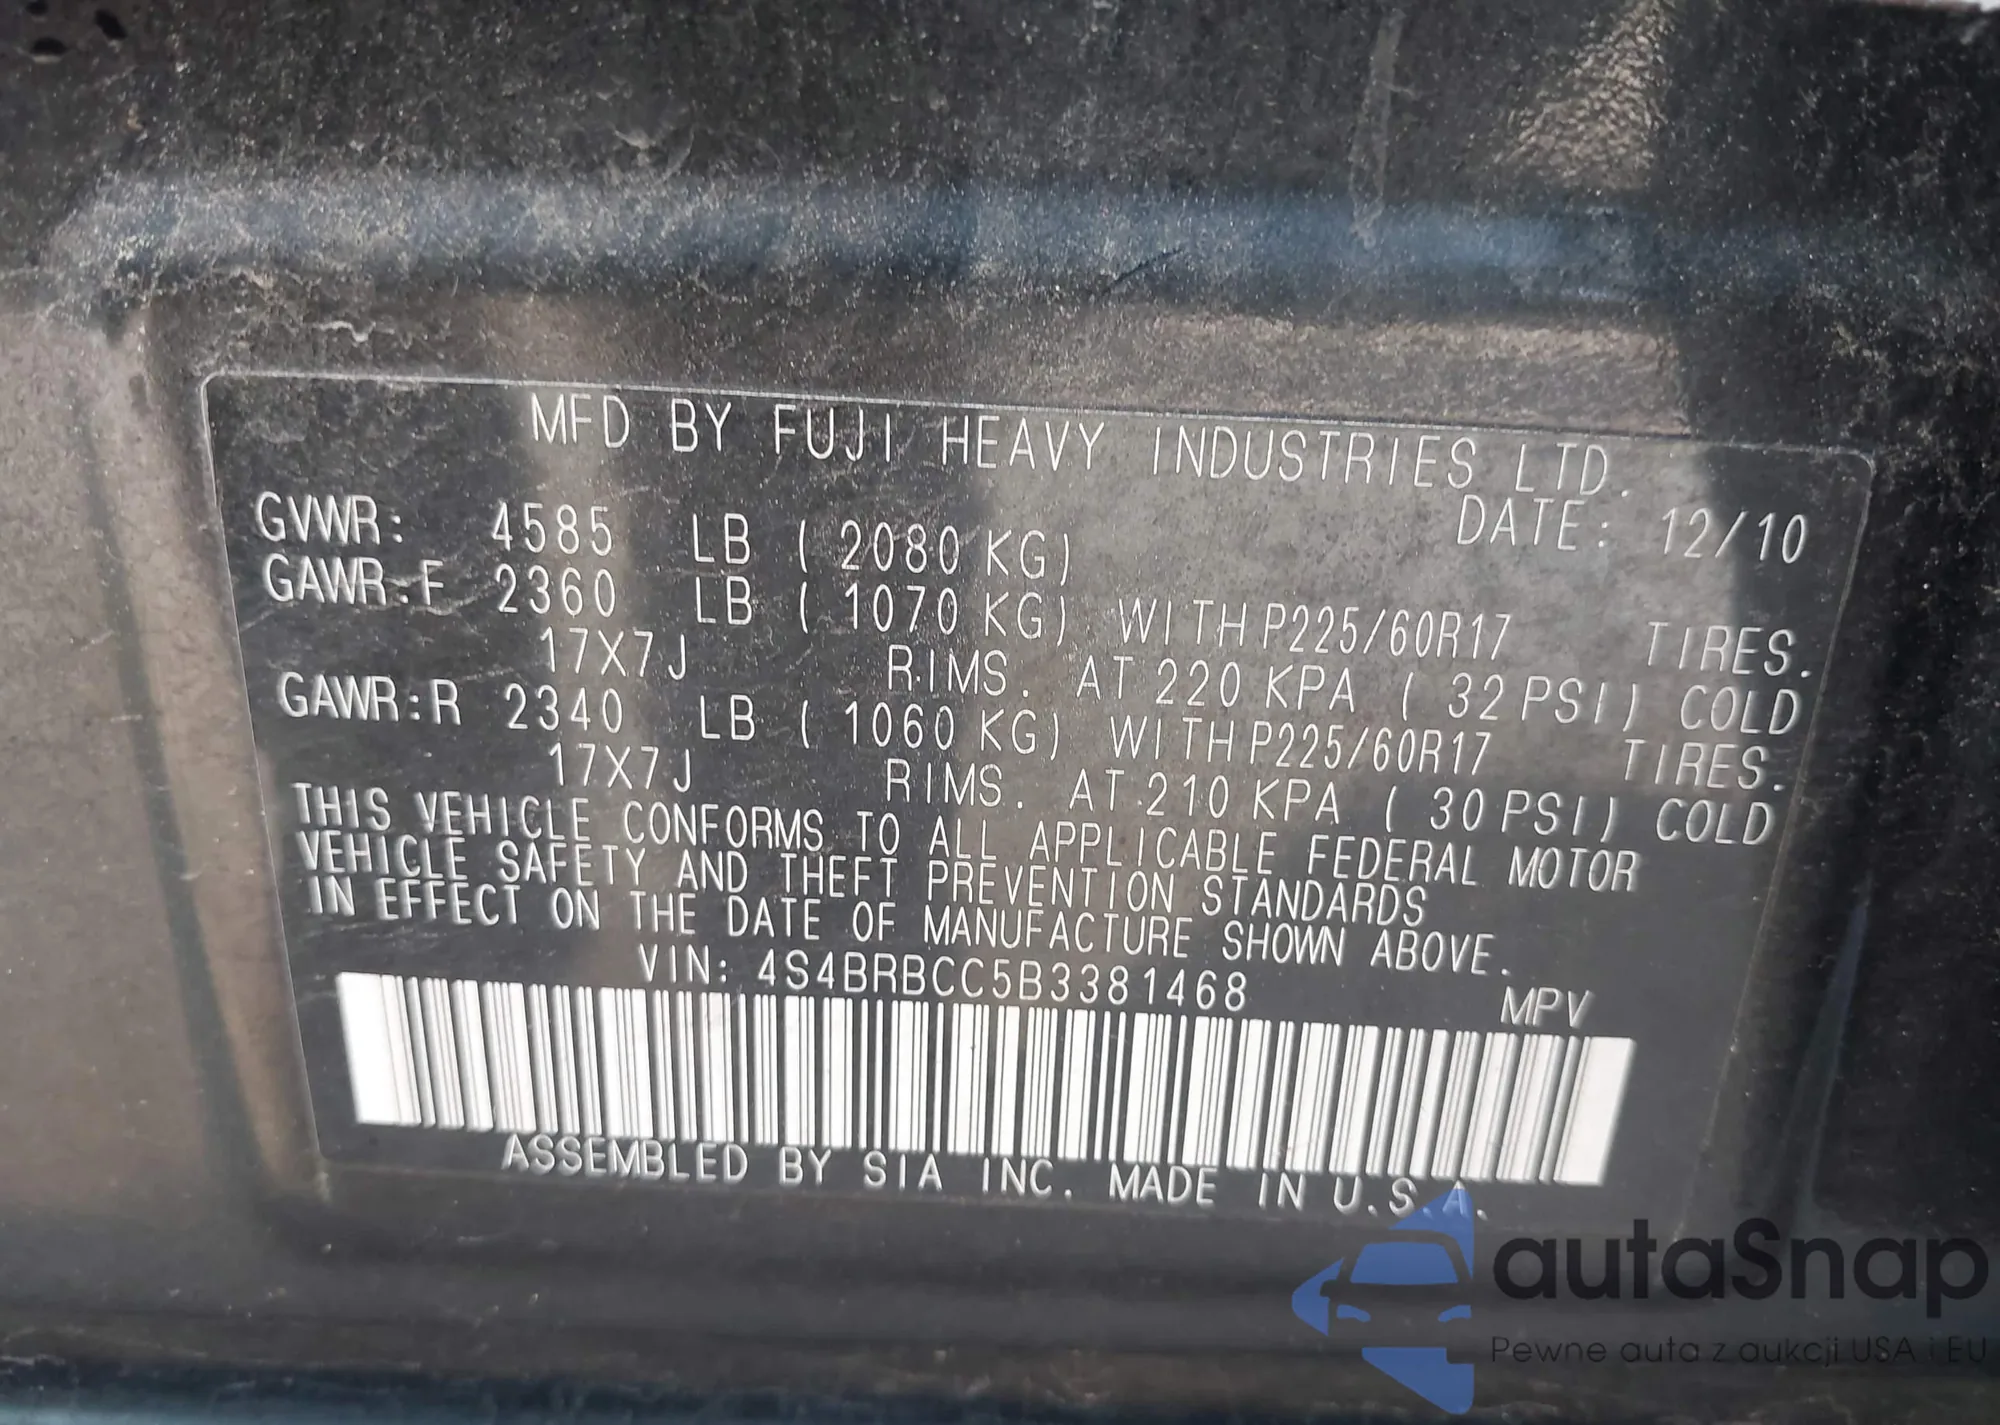 MFD BY FUJI HEAVY INDUSTRIES LTD.
DATE: 12/10
GVWR: 4585 LB ( 2080 KG)
GAWR:F 2360 LB ( 1070 KG) WITH P225/60R17 TIRES.
17X7J RIMS. AT 220 KPA ( 32 PSI) COLD
GAWR:R 2340 LB ( 1060 KG) WITH P225/60R17 TIRES.
17X7J RIMS. AT 210 KPA ( 30 PSI) COLD
THIS VEHICLE CONFORMS TO ALL APPLICABLE FEDERAL MOTOR
VEHICLE SAFETY AND THEFT PREVENTION STANDARDS
IN EFFECT ON THE DATE OF MANUFACTURE SHOWN ABOVE.
VIN: 4S4BRBCC5B3381468 MPV
ASSEMBLED BY SIA INC. MADE IN U.S.A.
autaSnap
Pewne auta z aukcji USA i EU